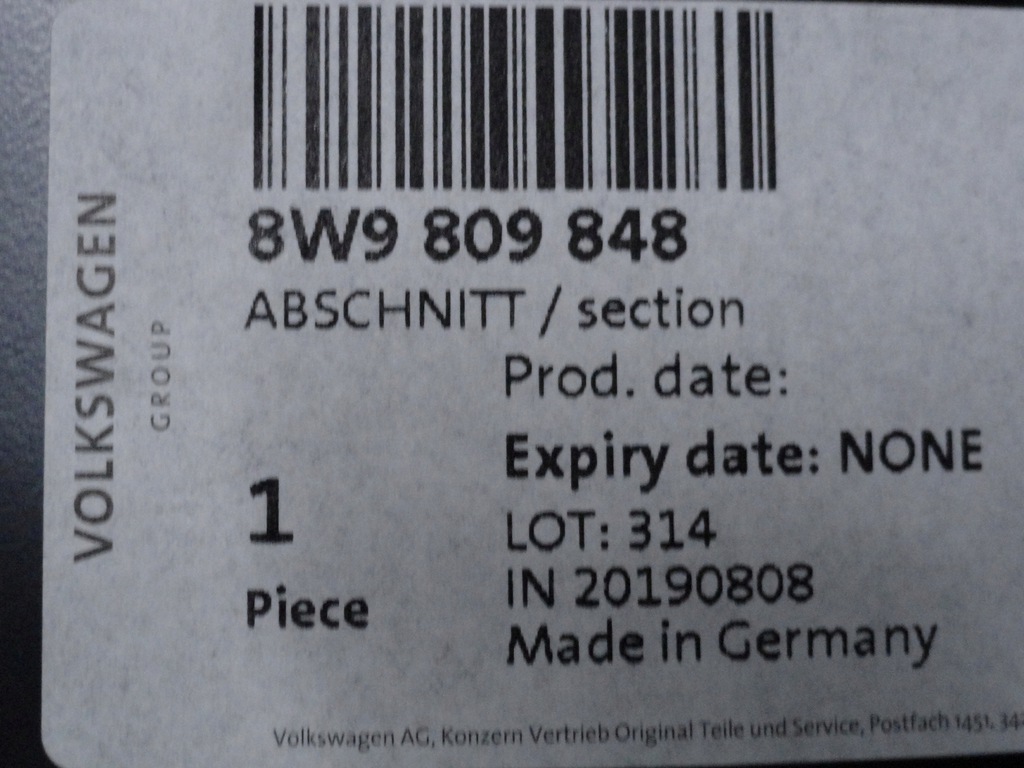 VOLKSWAGEN
GROUP
8W9 809 848
ABSCHNITT / section
Prod. date:
Expiry date: NONE
1
Piece
LOT: 314
IN 20190808
Made in Germany
Volkswagen AG, Konzern Vertrieb Original Teile und Service, Postfach 1451,